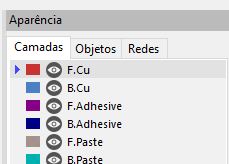 Aparência
Camadas Objetos Redes
F.Cu
B.Cu
F.Adhesive
B.Adhesive
F.Paste
B.Paste